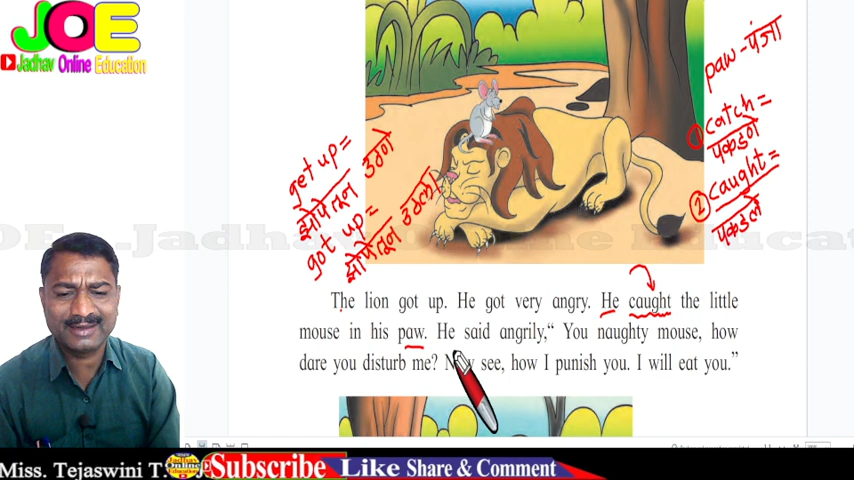 JOE
Jadhav Online Education
paw - पंजा
① catch =
पकडणे
② caught =
पकडले
get up =
झोपेतून उठणे
got up =
झोपेतून उठला
The lion got up. He got very angry. He caught the little
mouse in his paw. He said angrily,“ You naughty mouse, how
dare you disturb me? Now see, how I punish you. I will eat you.”
Miss. Tejaswini T.
Jadhav Online Education
Subscribe Like Share & Comment